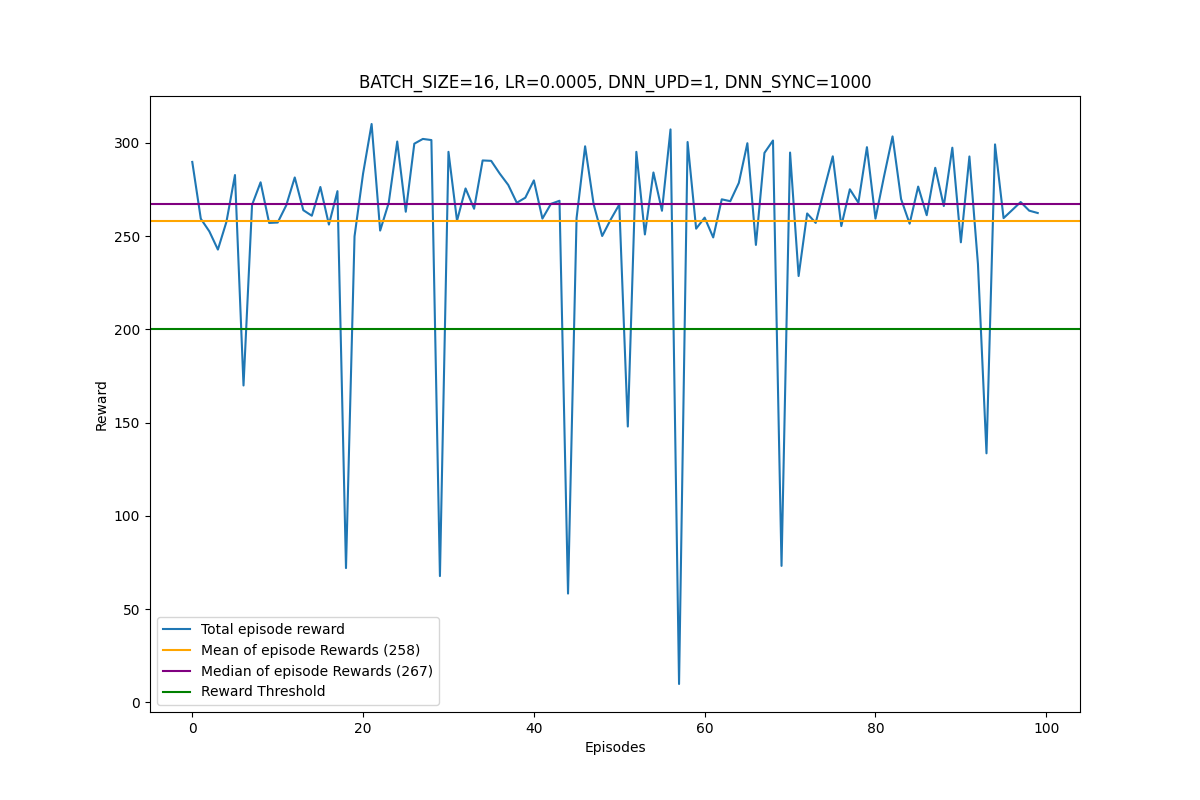 BATCH_SIZE=16, LR=0.0005, DNN_UPD=1, DNN_SYNC=1000
300
250
200
150
100
50
0
Reward
Total episode reward
Mean of episode Rewards (258)
Median of episode Rewards (267)
Reward Threshold
0 20 40 60 80 100
Episodes